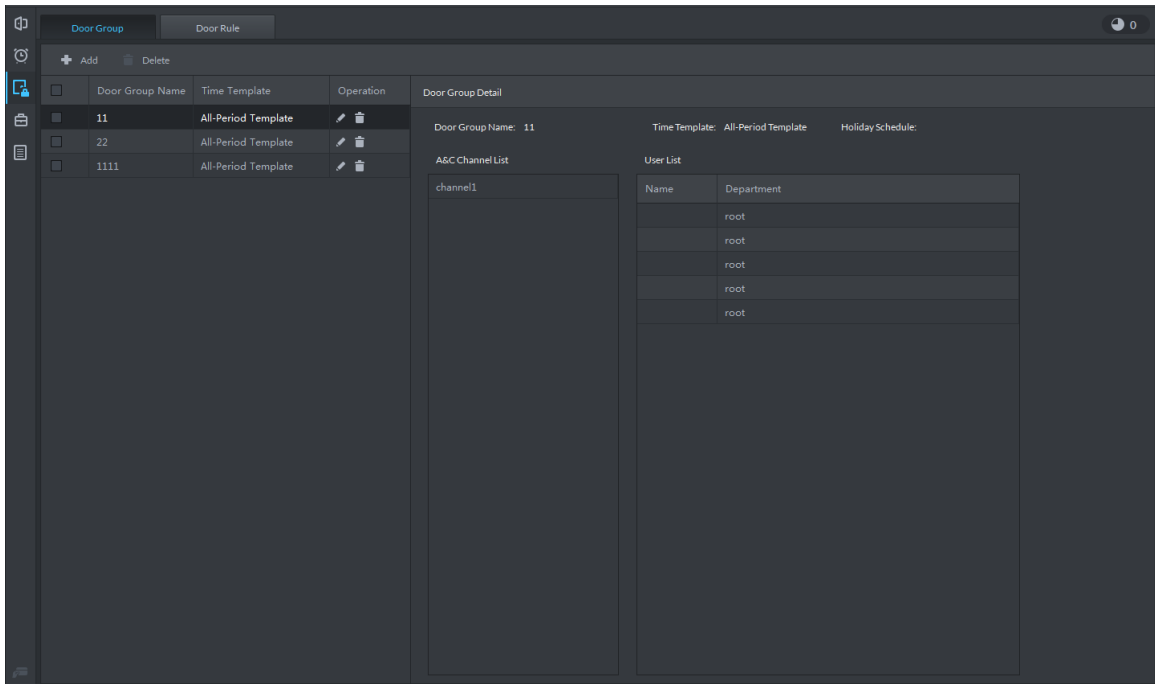 Door Group Door Rule 0
Add Delete
Door Group Name Time Template Operation Door Group Detail
11 All-Period Template
22 All-Period Template
1111 All-Period Template
Door Group Name: 11 Time Template: All-Period Template Holiday Schedule:
A&C Channel List User List
channel1
Name Department
root
root
root
root
root